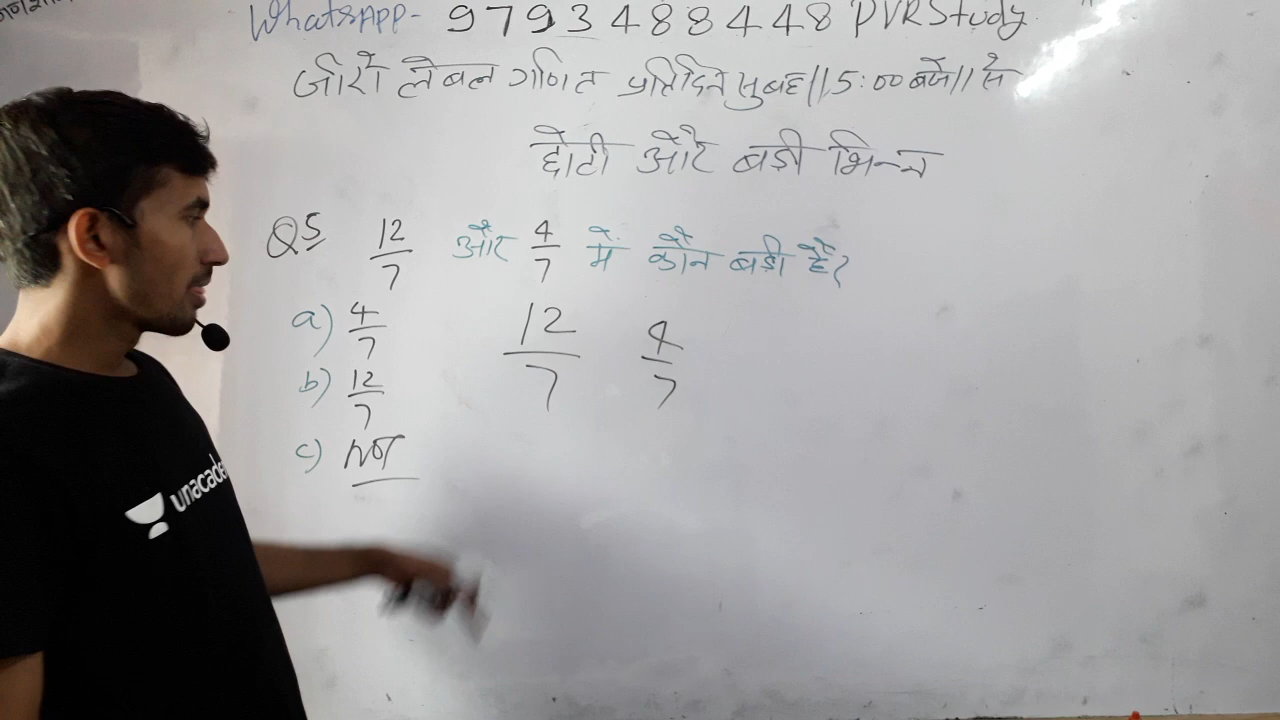 WhatsApp- 9793488448 PVRStudy
जीरो लेबल गणित प्रतिदिन सुबह//5:00 बजे//से
छोटी और बड़ी भिन्न
Q5 12/7 और 4/7 में कौन बड़ी है?
a) 4/7
b) 12/7
c) NOT
12/7 4/7
unacade